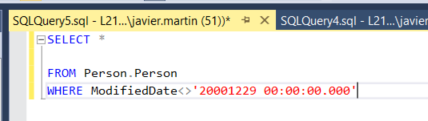 SQLQuery5.sql - L21...\javier.martin (51))* SQLQuery4.sql - L21...\javier
SELECT *
FROM Person.Person
WHERE ModifiedDate<>'20001229 00:00:00.000'